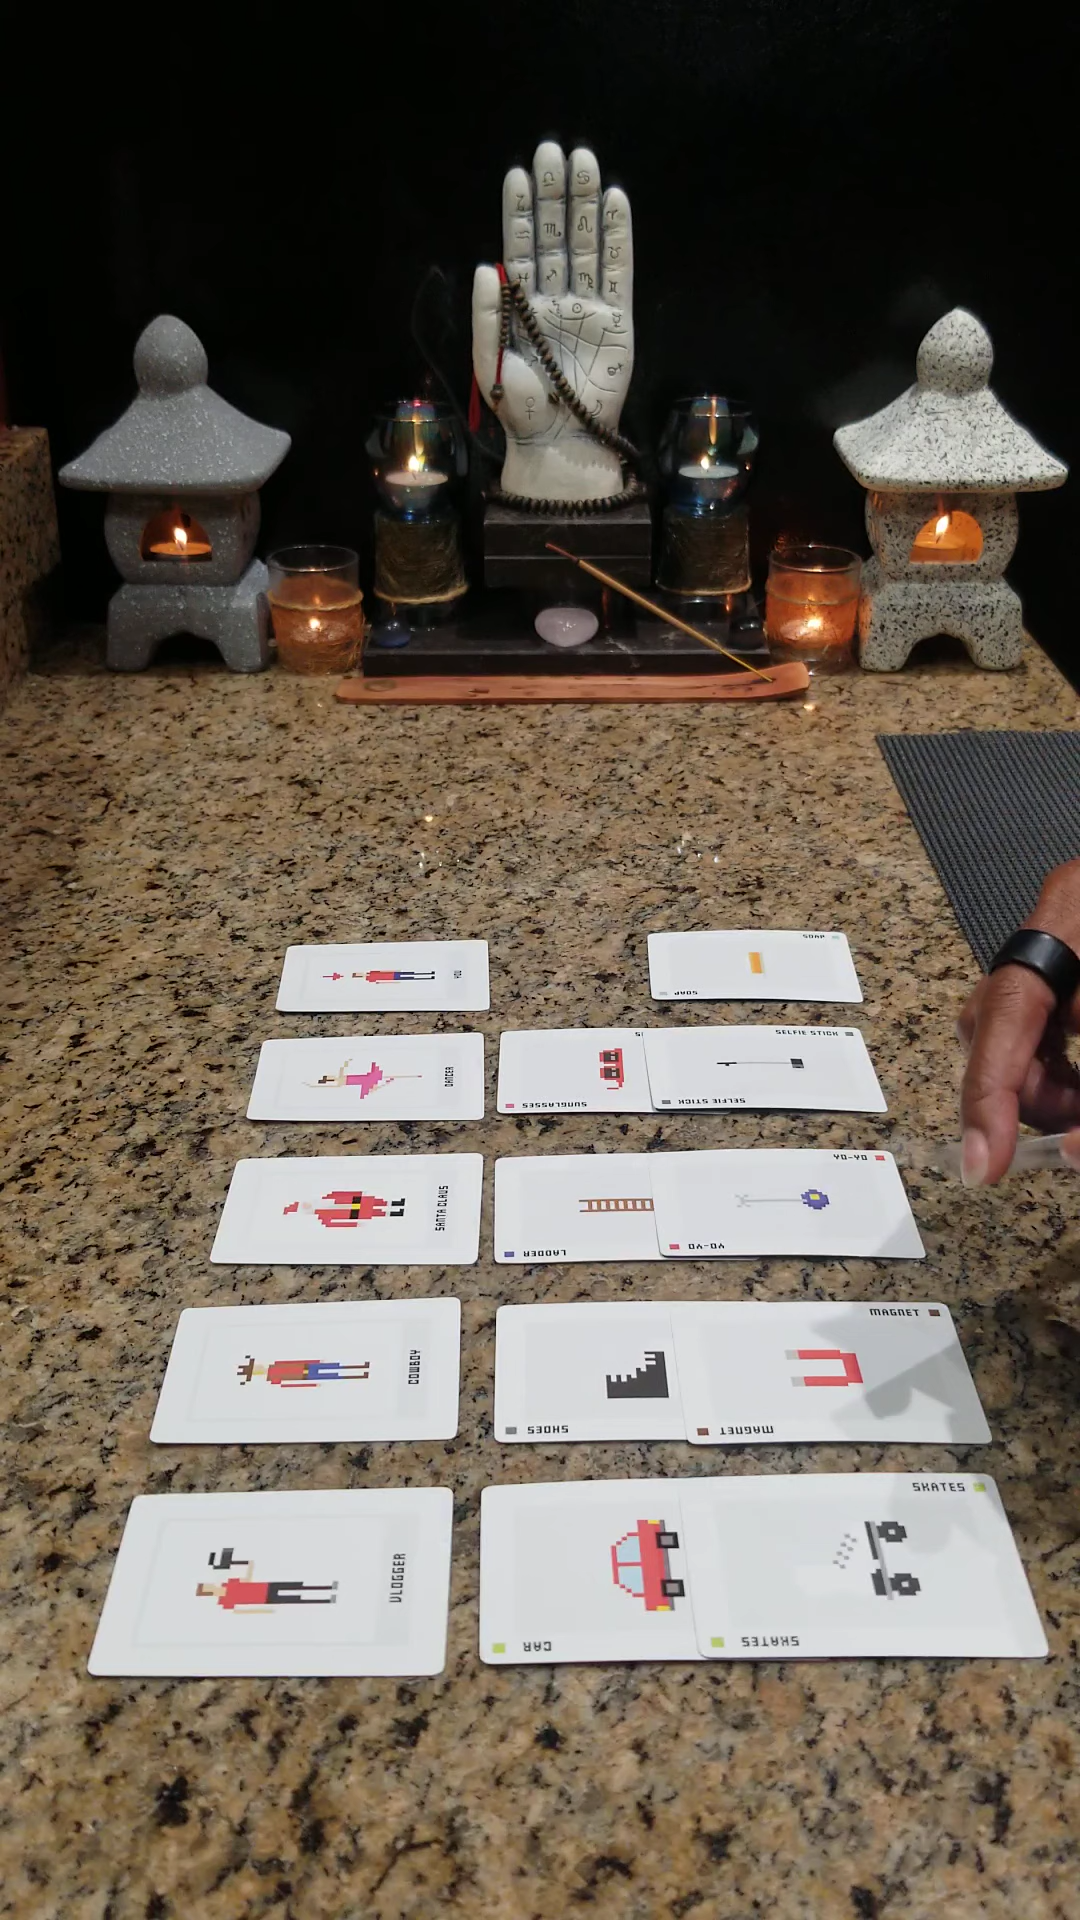 YOU
SOAP
SOAP
DANCER
S
SUNGLASSES
SELFIE STICK
SELFIE STICK
SANTA CLAUS
LADDER
YO-YO
YO-YO
COWBOY
SHOES
MAGNET
MAGNET
VLOGGER
CAR
SKATES
SKATES